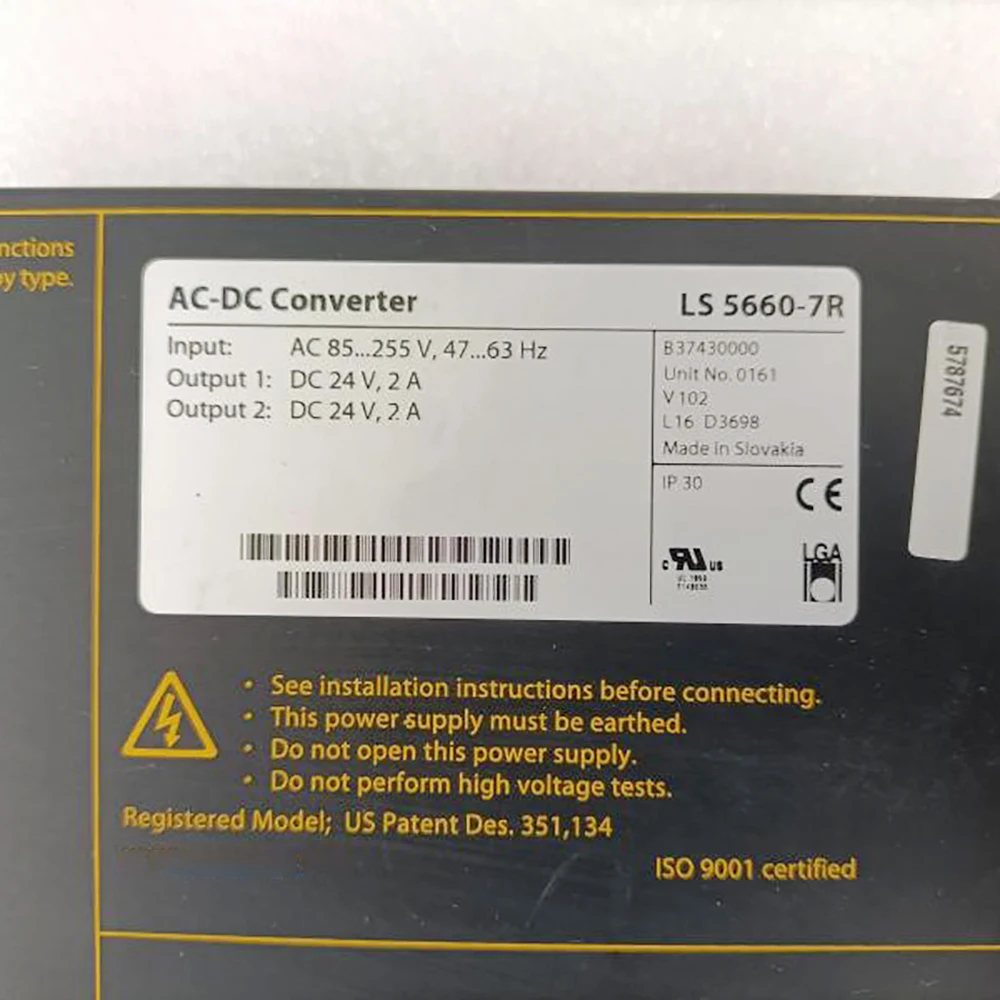 nctions
by type.
AC-DC Converter
LS 5660-7R
Input: AC 85...255 V, 47...63 Hz
Output 1: DC 24 V, 2 A
Output 2: DC 24 V, 2 A
B37430000
Unit No. 0161
V 102
L16 D3698
Made in Slovakia
IP 30
CE
c RU us
LGA
5787674
• See installation instructions before connecting.
• This power supply must be earthed.
• Do not open this power supply.
• Do not perform high voltage tests.
Registered Model; US Patent Des. 351,134
ISO 9001 certified